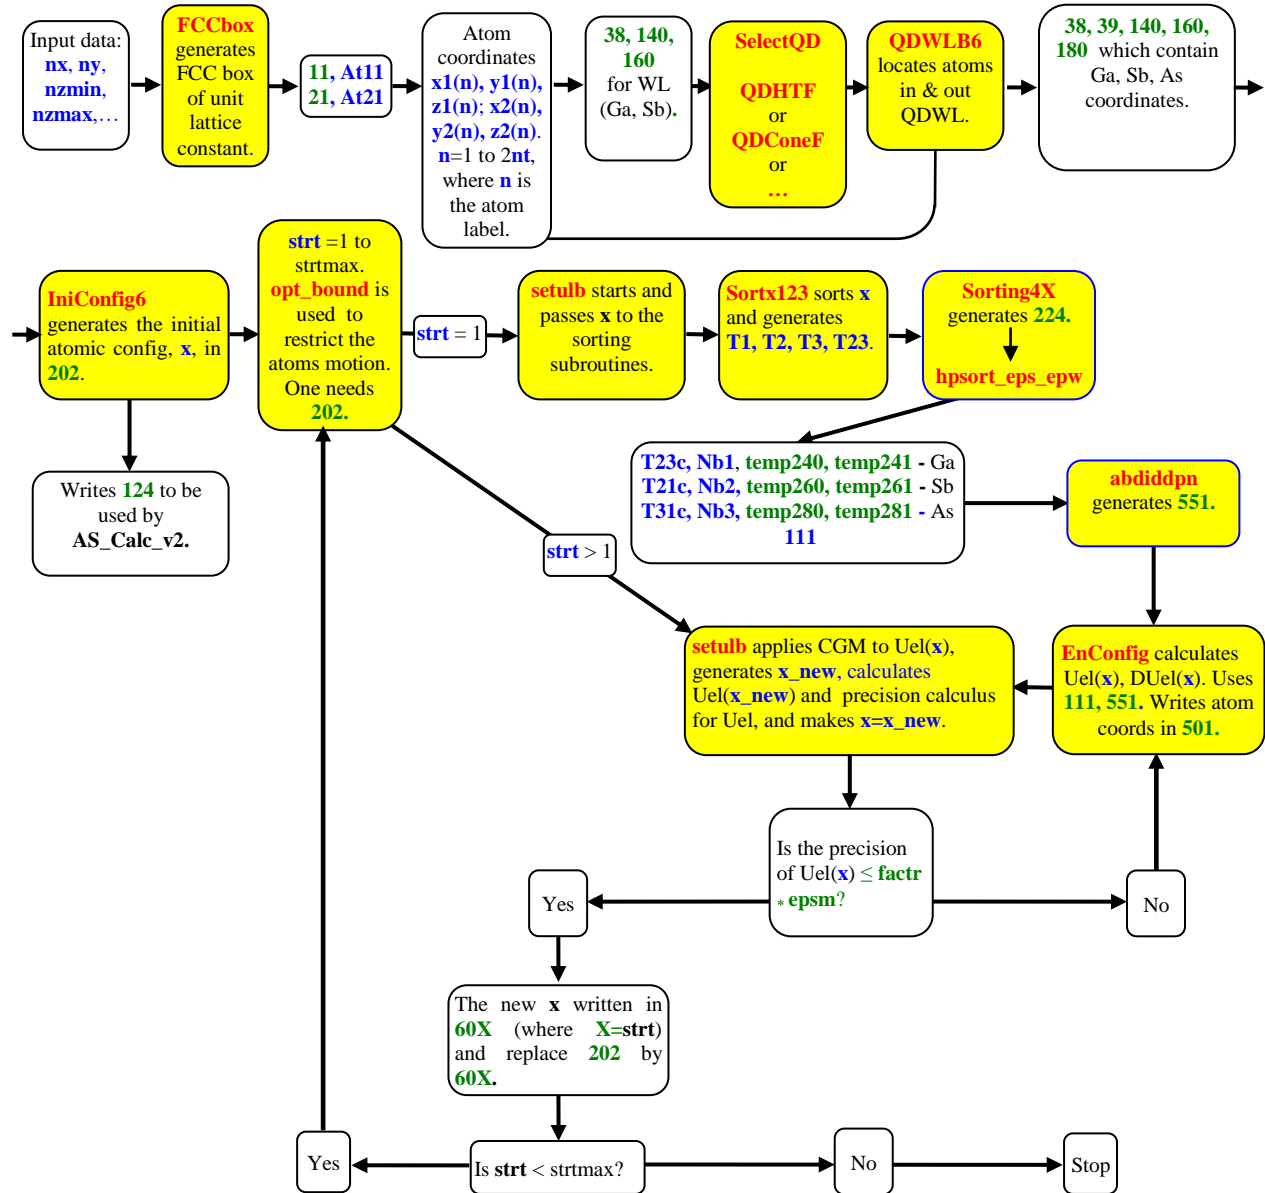 Input data:
nx, ny,
nzmin,
nzmax,…
FCCbox
generates
FCC box
of unit
lattice
constant.
11, At11
21, At21
Atom
coordinates
x1(n), y1(n),
z1(n); x2(n),
y2(n), z2(n).
n=1 to 2nt,
where n is
the atom
label.
38, 140,
160
for WL
(Ga, Sb).
SelectQD
QDHTF
or
QDConeF
or
…
QDWLB6
locates atoms
in & out
QDWL.
38, 39, 140, 160,
180 which contain
Ga, Sb, As
coordinates.
IniConfig6
generates the initial
atomic config, x, in
202.
Writes 124 to be
used by
AS_Calc_v2.
strt =1 to
strtmax.
opt_bound is
used to
restrict the
atoms motion.
One needs
202.
strt = 1
setulb starts and
passes x to the
sorting
subroutines.
Sortx123 sorts x
and generates
T1, T2, T3, T23.
Sorting4X
generates 224.
hpsort_eps_epw
T23c, Nb1, temp240, temp241 - Ga
T21c, Nb2, temp260, temp261 - Sb
T31c, Nb3, temp280, temp281 - As
111
abdiddpn
generates 551.
strt > 1
setulb applies CGM to Uel(x),
generates x_new, calculates
Uel(x_new) and precision calculus
for Uel, and makes x=x_new.
EnConfig calculates
Uel(x), DUel(x). Uses
111, 551. Writes atom
coords in 501.
Is the precision
of Uel(x) ≤ factr
* epsm?
Yes
No
The new x written in
60X (where X=strt)
and replace 202 by
60X.
Is strt < strtmax?
Yes
No
Stop